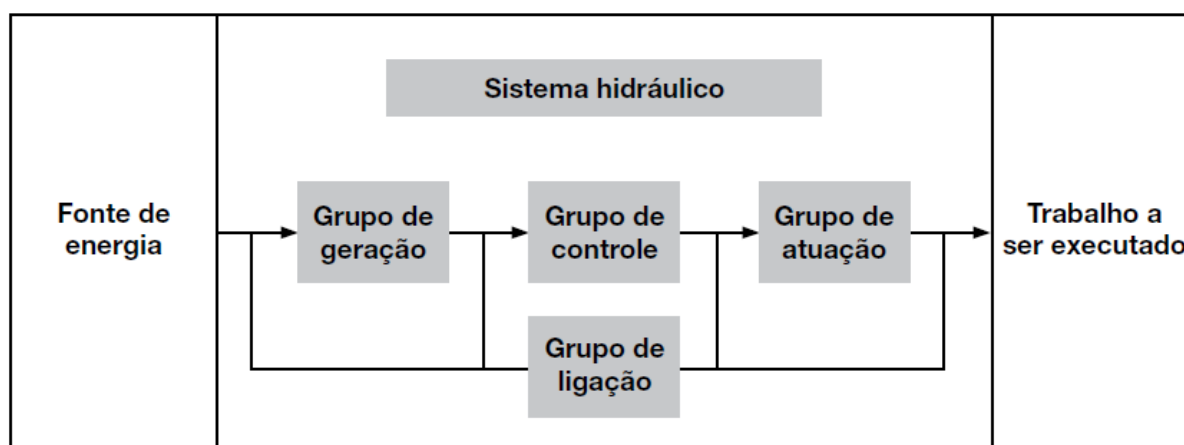 Sistema hidráulico
Fonte de
energia
Grupo de
geração
Grupo de
controle
Grupo de
atuação
Trabalho a
ser executado
Grupo de
ligação